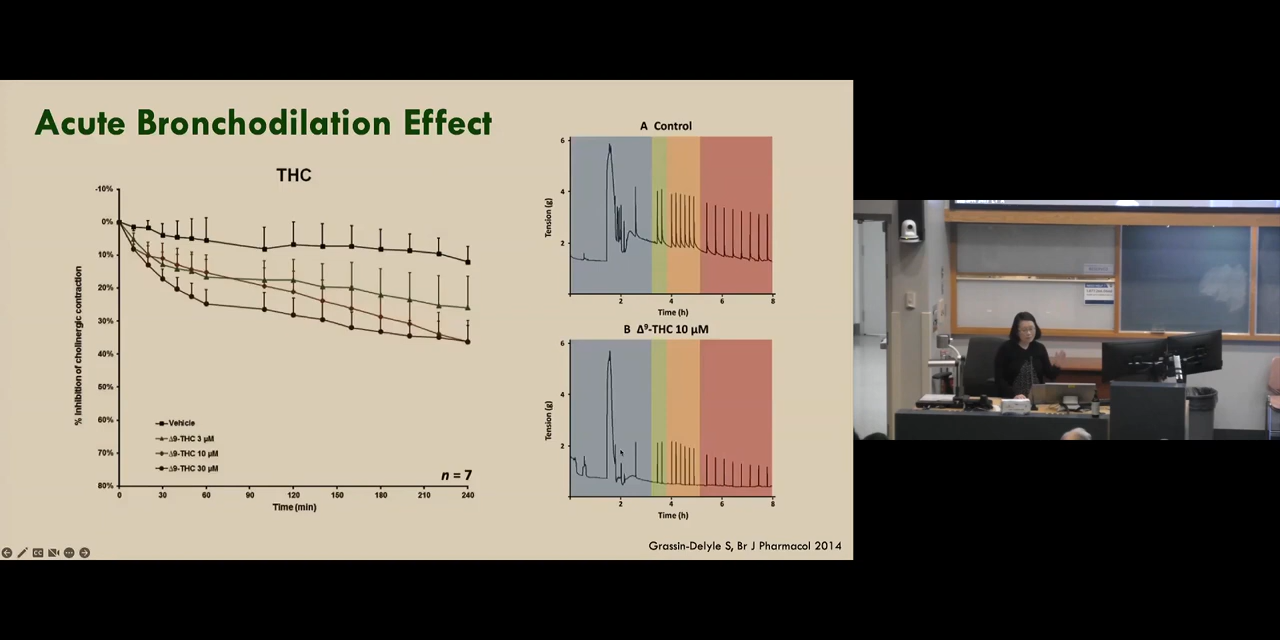 Acute Bronchodilation Effect
THC
-10%
0%
10%
20%
30%
40%
50%
60%
70%
80%
% inhibition of cholinergic contraction
Vehicle
Δ9-THC 3 µM
Δ9-THC 10 µM
Δ9-THC 30 µM
n = 7
0 30 60 90 120 150 180 210 240
Time (min)
A Control
6
4
2
Tension (g)
2 4 6 8
Time (h)
B Δ⁹-THC 10 µM
6
4
2
Tension (g)
2 4 6 8
Time (h)
Grassin-Delyle S, Br J Pharmacol 2014
CC